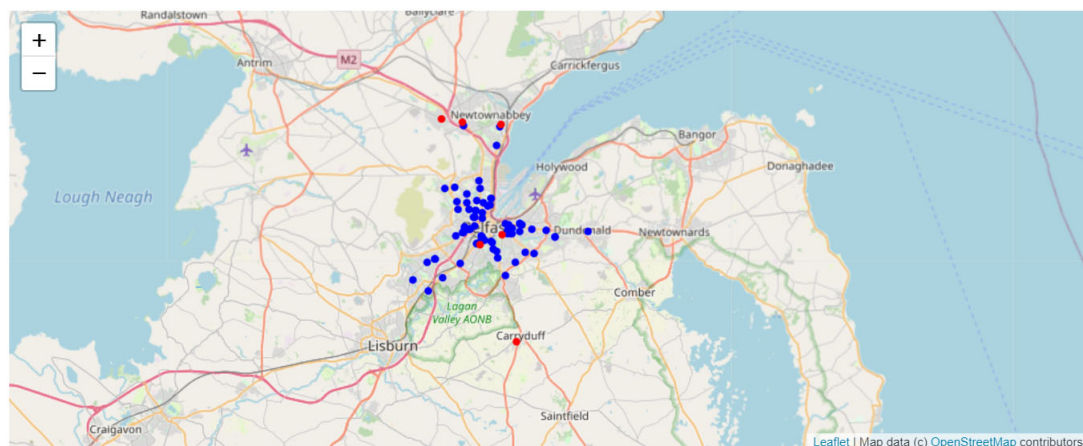 Randalstown
Ballyclare
+
−
Antrim
M2
Carrickfergus
Newtownabbey
Bangor
Holywood
Donaghadee
Lough Neagh
Dundonald
Newtownards
Comber
Lagan
Valley AONB
Carryduff
Lisburn
Saintfield
Craigavon
Leaflet | Map data (c) OpenStreetMap contributors